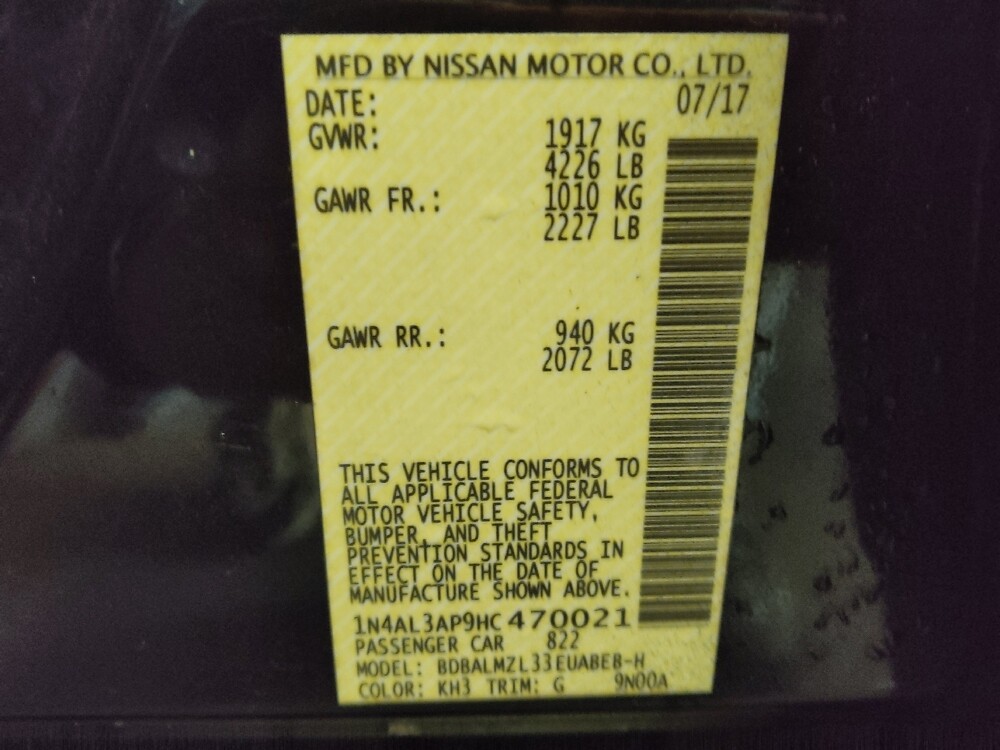 MFD BY NISSAN MOTOR CO., LTD.
DATE: 07/17
GVWR: 1917 KG
4226 LB
GAWR FR.: 1010 KG
2227 LB
GAWR RR.: 940 KG
2072 LB
THIS VEHICLE CONFORMS TO
ALL APPLICABLE FEDERAL
MOTOR VEHICLE SAFETY,
BUMPER, AND THEFT
PREVENTION STANDARDS IN
EFFECT ON THE DATE OF
MANUFACTURE SHOWN ABOVE.
1N4AL3AP9HC470021
PASSENGER CAR 822
MODEL: BDBALMZL33EUABEB-H
COLOR: KH3 TRIM: G 9N00A